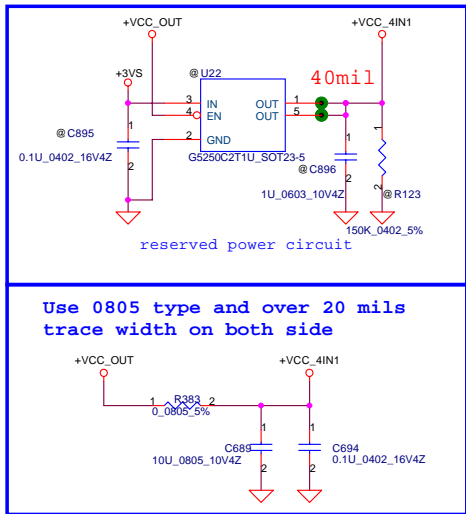 +VCC_OUT
+VCC_4IN1
+3VS
@U22
40mil
3
IN
OUT
1
4
EN
OUT
5
2
GND
G5250C2T1U_SOT23-5
@C895
1
0.1U_0402_16V4Z
2
1
@C896
2
1U_0603_10V4Z
1
2
@R123
150K_0402_5%
reserved power circuit
Use 0805 type and over 20 mils
trace width on both side
+VCC_OUT
+VCC_4IN1
1
R383
2
0_0805_5%
1
C689
10U_0805_10V4Z
2
1
C694
0.1U_0402_16V4Z
2